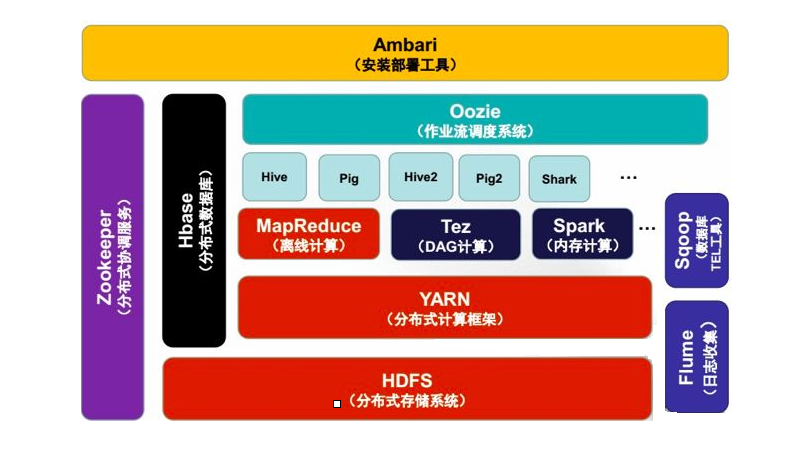 Ambari
（安装部署工具）
Zookeeper
（分布式协调服务）
Hbase
（分布式数据库）
Oozie
（作业流调度系统）
Hive
Pig
Hive2
Pig2
Shark
...
MapReduce
（离线计算）
Tez
（DAG计算）
Spark
（内存计算）
...
Sqoop
（数据库
TEL工具）
YARN
（分布式计算框架）
Flume
（日志收集）
HDFS
（分布式存储系统）